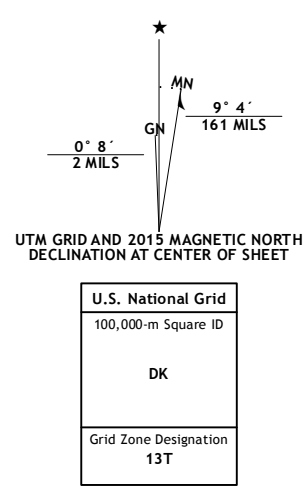 ★
MN
9° 4´
161 MILS
GN
0° 8´
2 MILS
UTM GRID AND 2015 MAGNETIC NORTH
DECLINATION AT CENTER OF SHEET
U.S. National Grid
100,000-m Square ID
DK
Grid Zone Designation
13T